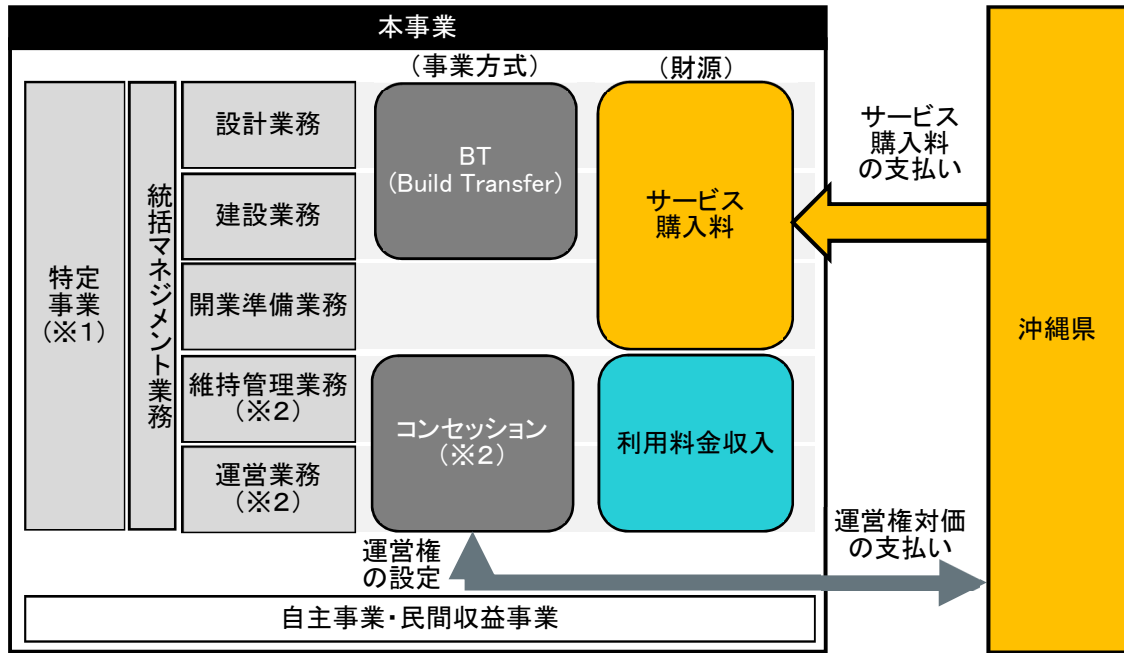 本事業
(事業方式)
(財源)
特定
事業
(※1)
統括マネジメント業務
設計業務
建設業務
開業準備業務
維持管理業務
(※2)
運営業務
(※2)
BT
(Build Transfer)
コンセッション
(※2)
サービス
購入料
利用料金収入
サービス
購入料
の支払い
沖縄県
運営権対価
の支払い
運営権
の設定
自主事業・民間収益事業